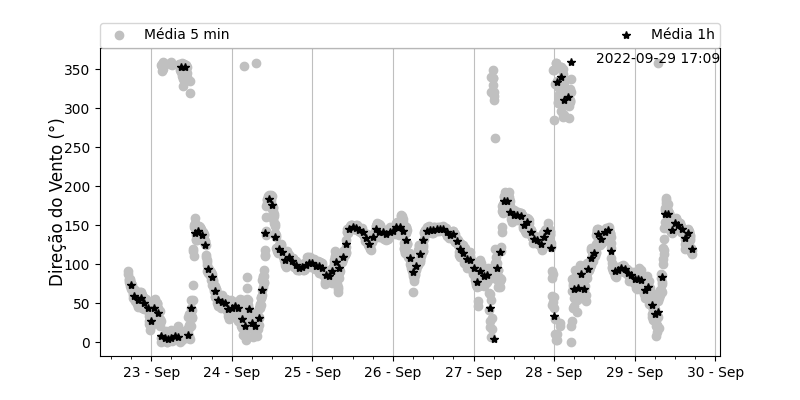 Média 5 min
Média 1h
2022-09-29 17:09
Direção do Vento (°)
350
300
250
200
150
100
50
0
23 - Sep
24 - Sep
25 - Sep
26 - Sep
27 - Sep
28 - Sep
29 - Sep
30 - Sep